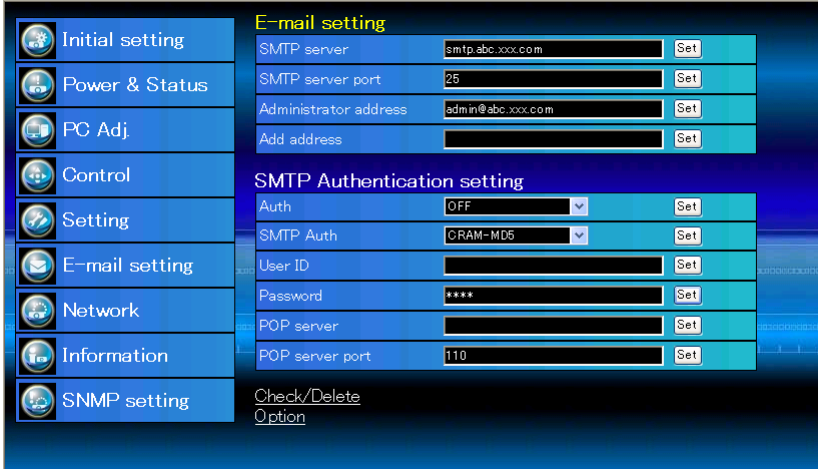 Initial setting
Power & Status
PC Adj.
Control
Setting
E-mail setting
Network
Information
SNMP setting
E-mail setting
SMTP server smtp.abc.xxx.com Set
SMTP server port 25 Set
Administrator address admin@abc.xxx.com Set
Add address Set
SMTP Authentication setting
Auth OFF Set
SMTP Auth CRAM-MD5 Set
User ID Set
Password **** Set
POP server Set
POP server port 110 Set
Check/Delete
Option